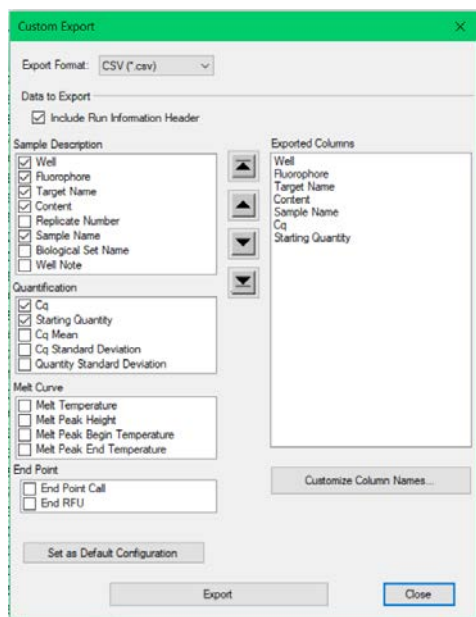 Custom Export
Export Format: CSV (*.csv)
Data to Export
Include Run Information Header
Sample Description
Well
Fluorophore
Target Name
Content
Replicate Number
Sample Name
Biological Set Name
Well Note
Quantification
Cq
Starting Quantity
Cq Mean
Cq Standard Deviation
Quantity Standard Deviation
Melt Curve
Melt Temperature
Melt Peak Height
Melt Peak Begin Temperature
Melt Peak End Temperature
End Point
End Point Call
End RFU
Exported Columns
Well
Fluorophore
Target Name
Content
Sample Name
Cq
Starting Quantity
Customize Column Names...
Set as Default Configuration
Export
Close